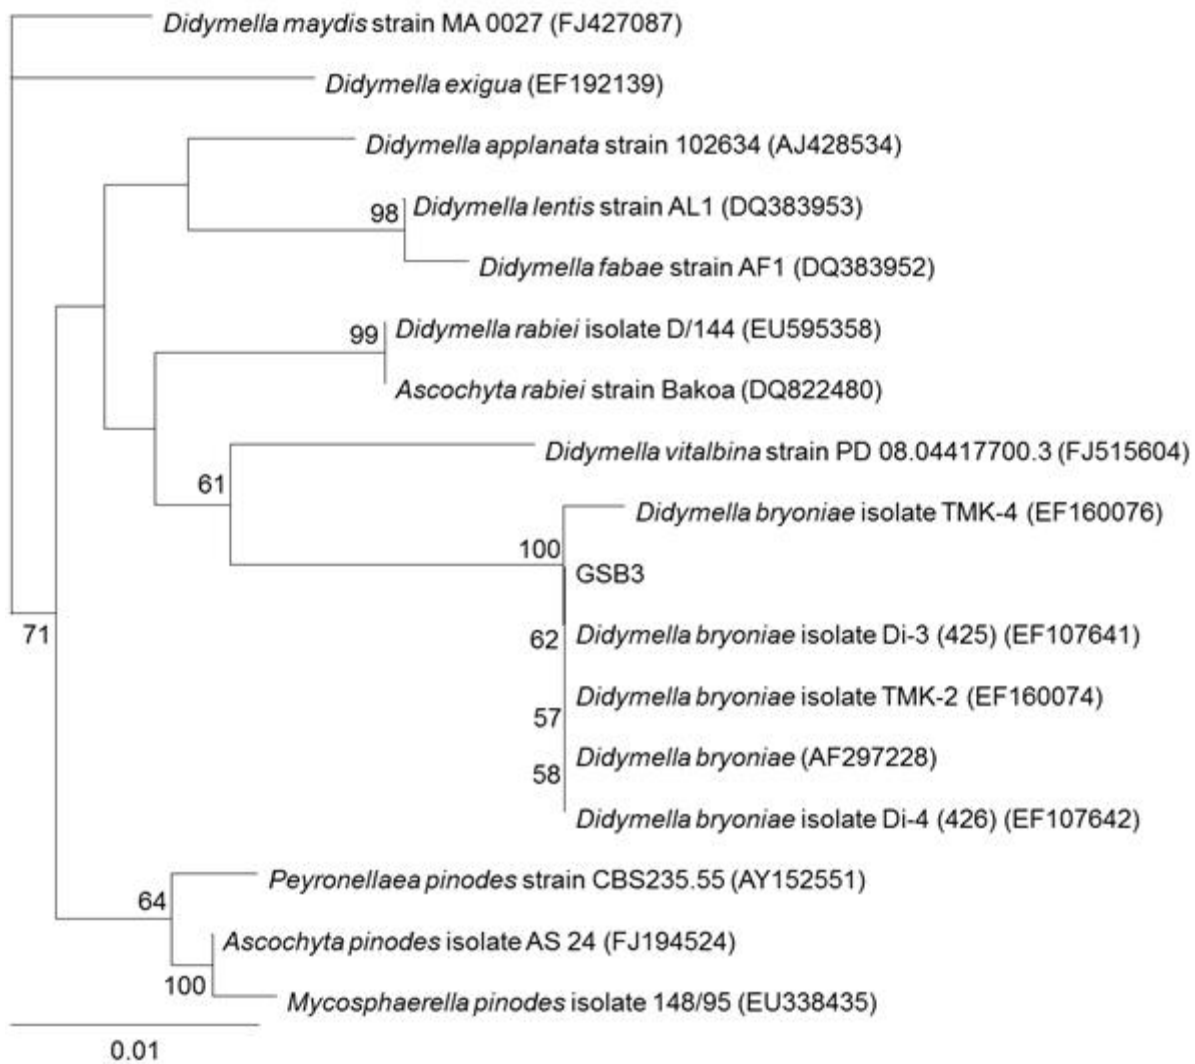 Didymella maydis strain MA 0027 (FJ427087)
Didymella exigua (EF192139)
Didymella applanata strain 102634 (AJ428534)
98 Didymella lentis strain AL1 (DQ383953)
Didymella fabae strain AF1 (DQ383952)
99 Didymella rabiei isolate D/144 (EU595358)
Ascochyta rabiei strain Bakoa (DQ822480)
Didymella vitalbina strain PD 08.04417700.3 (FJ515604)
61
Didymella bryoniae isolate TMK-4 (EF160076)
100
GSB3
71
62 Didymella bryoniae isolate Di-3 (425) (EF107641)
57 Didymella bryoniae isolate TMK-2 (EF160074)
58 Didymella bryoniae (AF297228)
Didymella bryoniae isolate Di-4 (426) (EF107642)
Peyronellaea pinodes strain CBS235.55 (AY152551)
64
Ascochyta pinodes isolate AS 24 (FJ194524)
100
Mycosphaerella pinodes isolate 148/95 (EU338435)
0.01